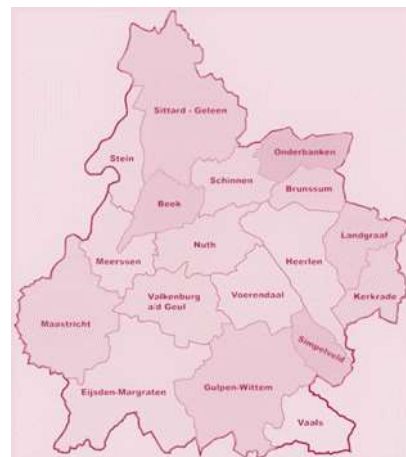 Sittard - Geleen
Stein
Onderbanken
Schinnen
Beek
Brunssum
Nuth
Landgraaf
Meerssen
Heerlen
Valkenburg
a/d Geul
Voerendaal
Kerkrade
Maastricht
Simpelveld
Eijsden-Margraten
Gulpen-Wittem
Vaals